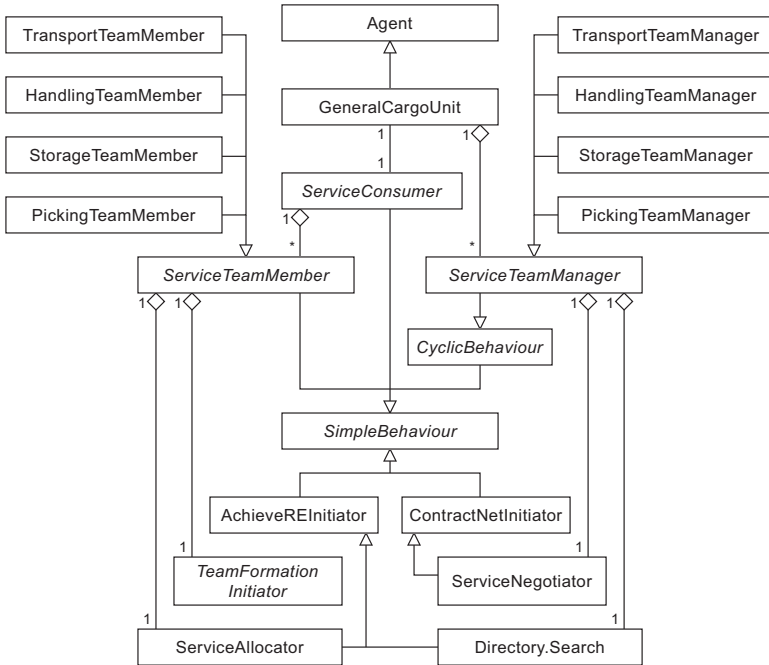 TransportTeamMember
Agent
TransportTeamManager
HandlingTeamMember
GeneralCargoUnit
HandlingTeamManager
1
1
StorageTeamMember
StorageTeamManager
1
ServiceConsumer
PickingTeamMember
PickingTeamManager
1
*
*
ServiceTeamMember
ServiceTeamManager
1
1
1
1
CyclicBehaviour
SimpleBehaviour
AchieveREInitiator
ContractNetInitiator
1
1
TeamFormation
Initiator
ServiceNegotiator
1
1
ServiceAllocator
Directory.Search